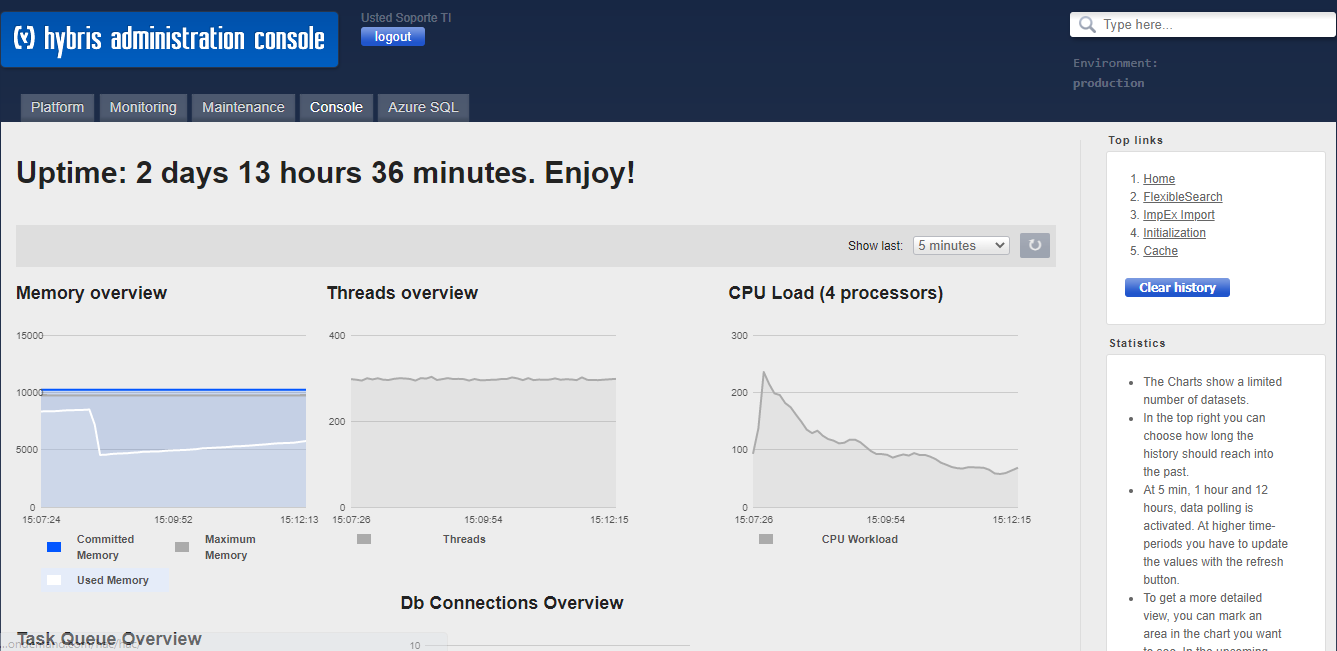 hybris administration console
Usted Soporte TI
logout
Type here...
Environment:
production
Platform
Monitoring
Maintenance
Console
Azure SQL
Uptime: 2 days 13 hours 36 minutes. Enjoy!
Show last:
5 minutes
Memory overview
15000
10000
5000
0
15:07:24
15:09:52
15:12:13
Committed
Memory
Maximum
Memory
Used Memory
Threads overview
400
200
0
15:07:26
15:09:54
15:12:15
Threads
CPU Load (4 processors)
300
200
100
0
15:07:26
15:09:54
15:12:15
CPU Workload
Db Connections Overview
10
Task Queue Overview
Top links
1. Home
2. FlexibleSearch
3. ImpEx Import
4. Initialization
5. Cache
Clear history
Statistics
• The Charts show a limited
number of datasets.
• In the top right you can
choose how long the
history should reach into
the past.
• At 5 min, 1 hour and 12
hours, data polling is
activated. At higher time-
periods you have to update
the values with the refresh
button.
• To get a more detailed
view, you can mark an
area in the chart you want
to see. In the upcoming